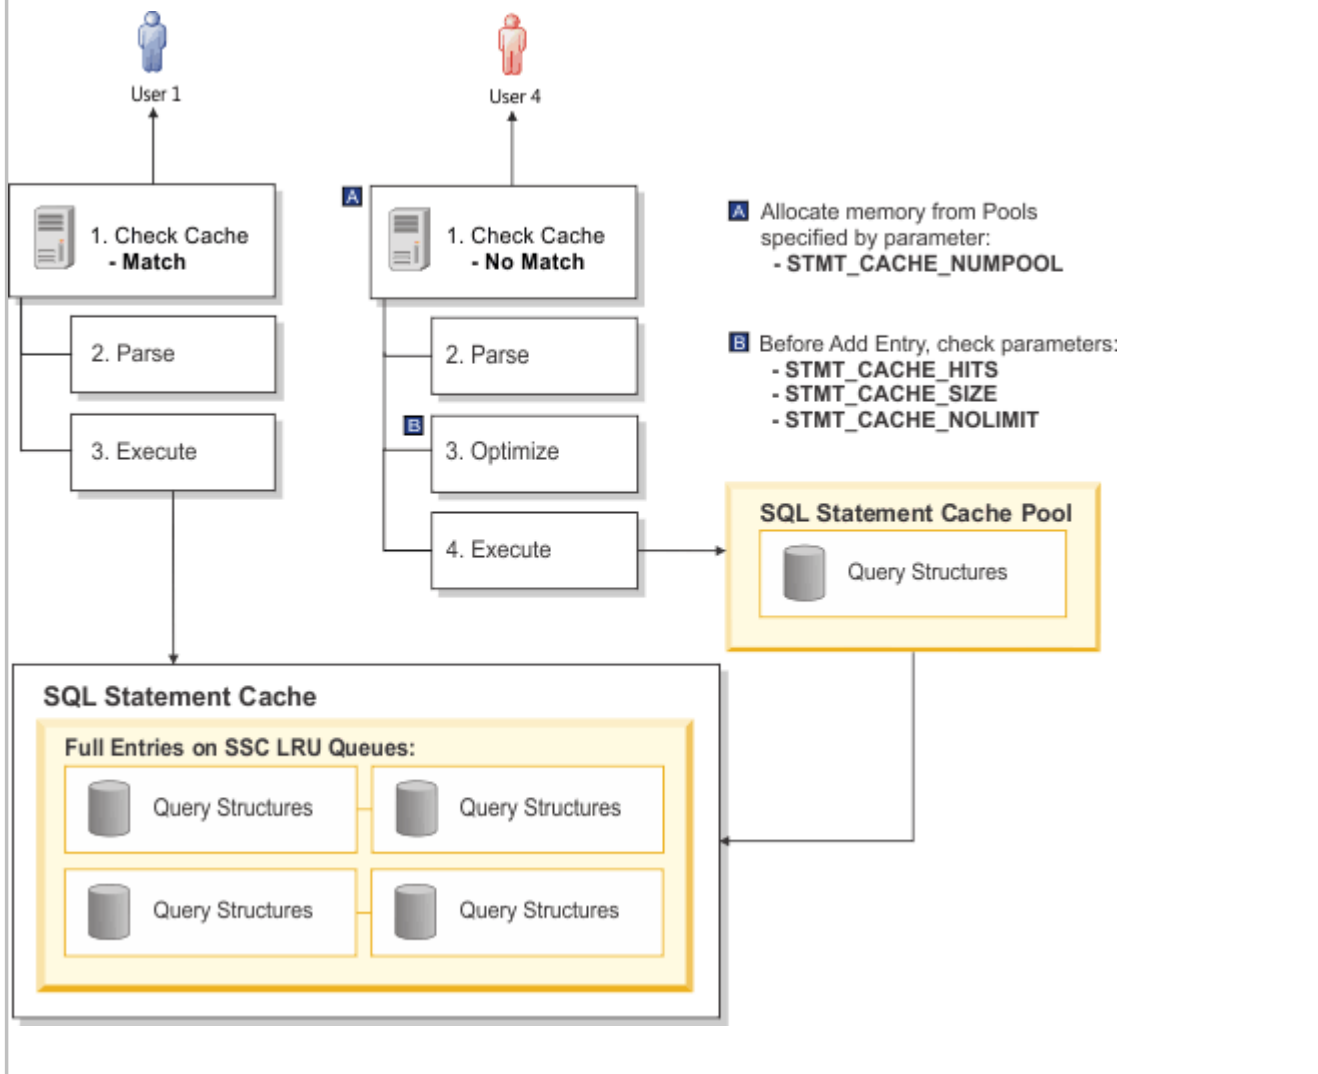 User 1
User 4
1. Check Cache
- Match
2. Parse
3. Execute
A
1. Check Cache
- No Match
2. Parse
B
3. Optimize
4. Execute
A Allocate memory from Pools
specified by parameter:
- STMT_CACHE_NUMPOOL
B Before Add Entry, check parameters:
- STMT_CACHE_HITS
- STMT_CACHE_SIZE
- STMT_CACHE_NOLIMIT
SQL Statement Cache Pool
Query Structures
SQL Statement Cache
Full Entries on SSC LRU Queues:
Query Structures
Query Structures
Query Structures
Query Structures